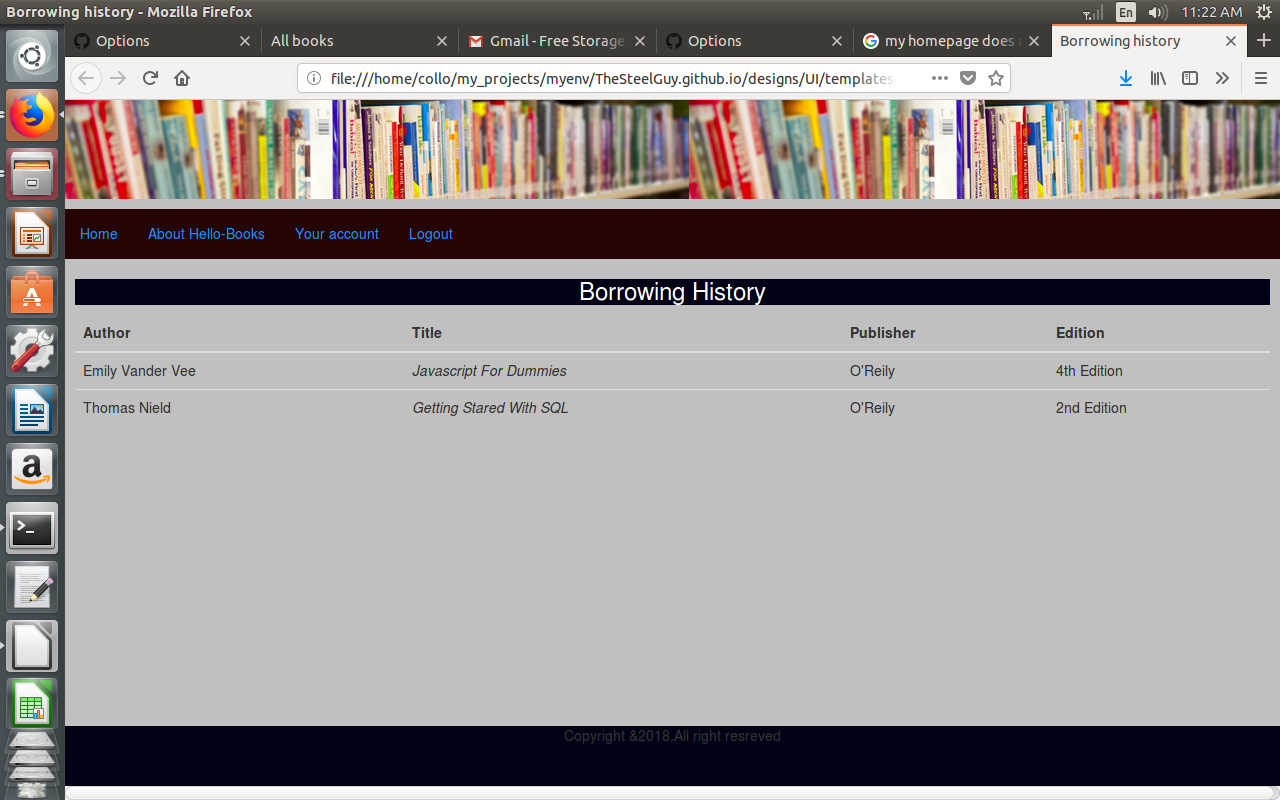 Borrowing history - Mozilla Firefox
En
11:22 AM
Options
All books
Gmail - Free Storage
Options
my homepage does
Borrowing history
file:///home/collo/my_projects/myenv/TheSteelGuy.github.io/designs/UI/templates
Home About Hello-Books Your account Logout
Borrowing History
Author Title Publisher Edition
Emily Vander Vee Javascript For Dummies O'Reily 4th Edition
Thomas Nield Getting Stared With SQL O'Reily 2nd Edition
Copyright &2018.All right resreved